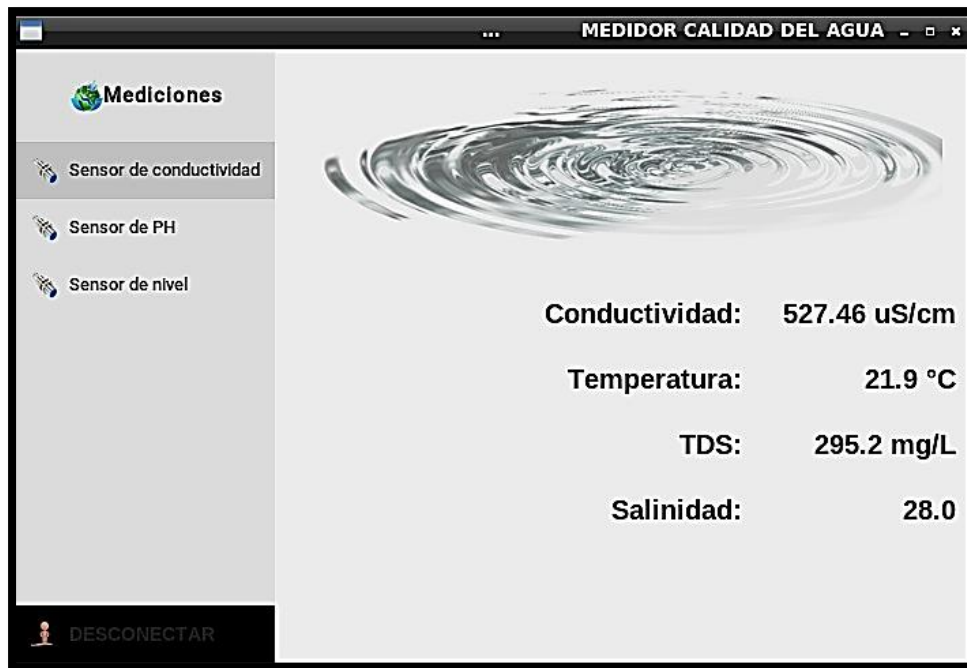 ... MEDIDOR CALIDAD DEL AGUA
Mediciones
Sensor de conductividad
Sensor de PH
Sensor de nivel
Conductividad: 527.46 uS/cm
Temperatura: 21.9 °C
TDS: 295.2 mg/L
Salinidad: 28.0
DESCONECTAR